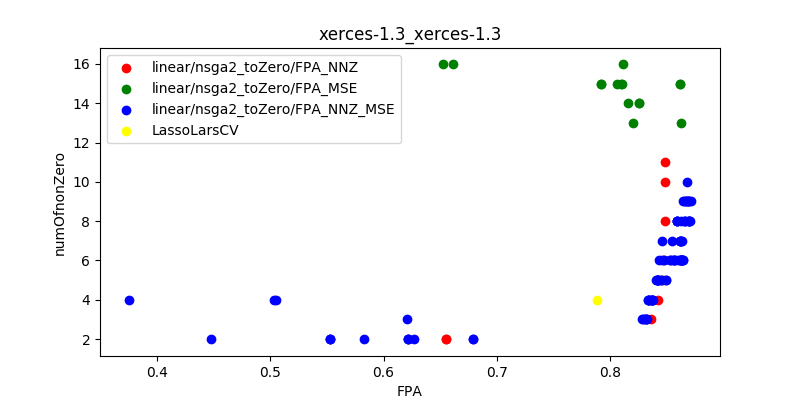 xerces-1.3_xerces-1.3
linear/nsga2_toZero/FPA_NNZ
linear/nsga2_toZero/FPA_MSE
linear/nsga2_toZero/FPA_NNZ_MSE
LassoLarsCV
numOfnonZero
16
14
12
10
8
6
4
2
0.4 0.5 0.6 0.7 0.8
FPA